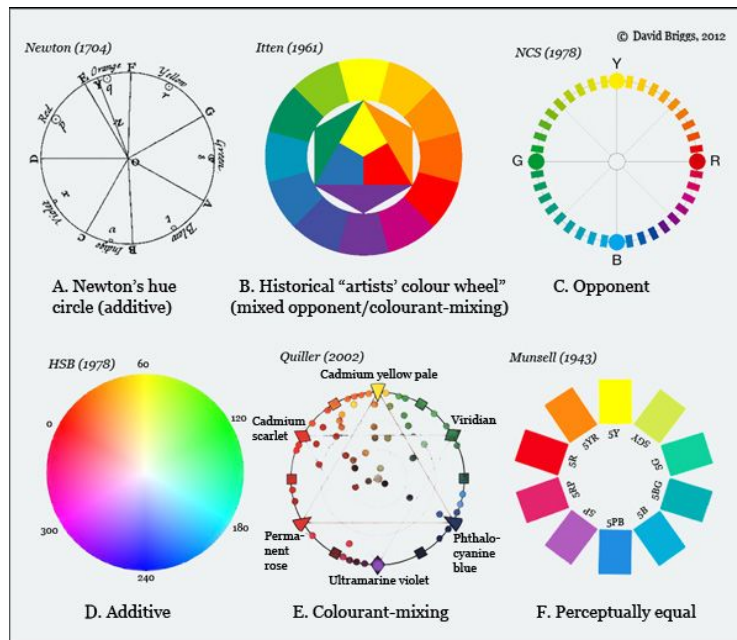 © David Briggs, 2012
Newton (1704)
E
Orange
F
Yellow
q
r
Red
p
N
G
D
O
Green
s
A
x
Violet
t
Blew
C
v
Indigo
B
A. Newton's hue
circle (additive)
Itten (1961)
B. Historical “artists’ colour wheel”
(mixed opponent/colourant-mixing)
NCS (1978)
Y
G
R
B
C. Opponent
HSB (1978)
60
0
120
300
180
240
D. Additive
Quiller (2002)
Cadmium yellow pale
Cadmium
scarlet
Viridian
Perma-
nent
rose
Phthalo-
cyanine
blue
Ultramarine violet
E. Colourant-mixing
Munsell (1943)
5Y
5YR
5GY
5R
5G
5RP
5BG
5P
5B
5PB
F. Perceptually equal